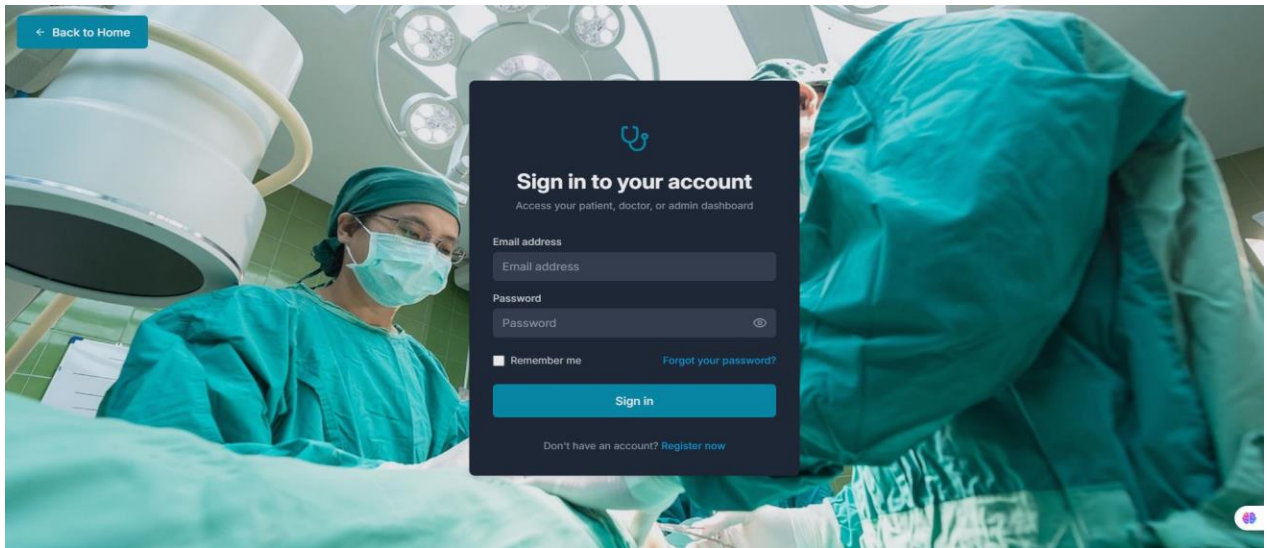 ← Back to Home
Sign in to your account
Access your patient, doctor, or admin dashboard
Email address
Email address
Password
Password
Remember me
Forgot your password?
Sign in
Don't have an account? Register now